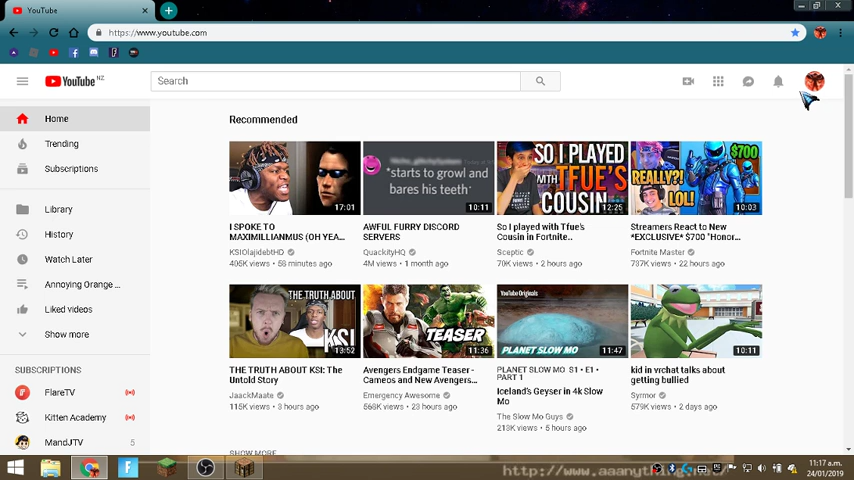 YouTube
https://www.youtube.com
YouTube NZ
Search
Home
Trending
Subscriptions
Library
History
Watch Later
Annoying Orange ...
Liked videos
Show more
SUBSCRIPTIONS
FlareTV
Kitten Academy
MandJTV 5
Recommended
17:01
*starts to growl and
bares his teeth*
10:11
SO I PLAYED
WITH TFUE'S
COUSIN
12:25
$700
REALLY?!
LOL!
10:03
I SPOKE TO
MAXIMILLIANMUS (OH YEA...
KSIOlajidebtHD
405K views • 58 minutes ago
AWFUL FURRY DISCORD
SERVERS
QuackityHQ
4M views • 1 month ago
So I played with Tfue's
Cousin in Fortnite..
Sceptic
70K views • 2 hours ago
Streamers React to New
*EXCLUSIVE* $700 "Honor...
Fortnite Master
737K views • 22 hours ago
THE TRUTH ABOUT
KSI
13:52
TEASER
11:36
YouTube Originals
PLANET SLOW MO
11:47
10:11
THE TRUTH ABOUT KSI: The
Untold Story
JaackMaate
115K views • 3 hours ago
Avengers Endgame Teaser -
Cameos and New Avengers...
Emergency Awesome
568K views • 23 hours ago
PLANET SLOW MO S1 • E1 •
PART 1
Iceland's Geyser in 4k Slow
Mo
The Slow Mo Guys
213K views • 5 hours ago
kid in vrchat talks about
getting bullied
Syrmor
579K views • 2 days ago
SHOW MORE
http://www.aaanything.net/
11:17 a.m.
24/01/2019